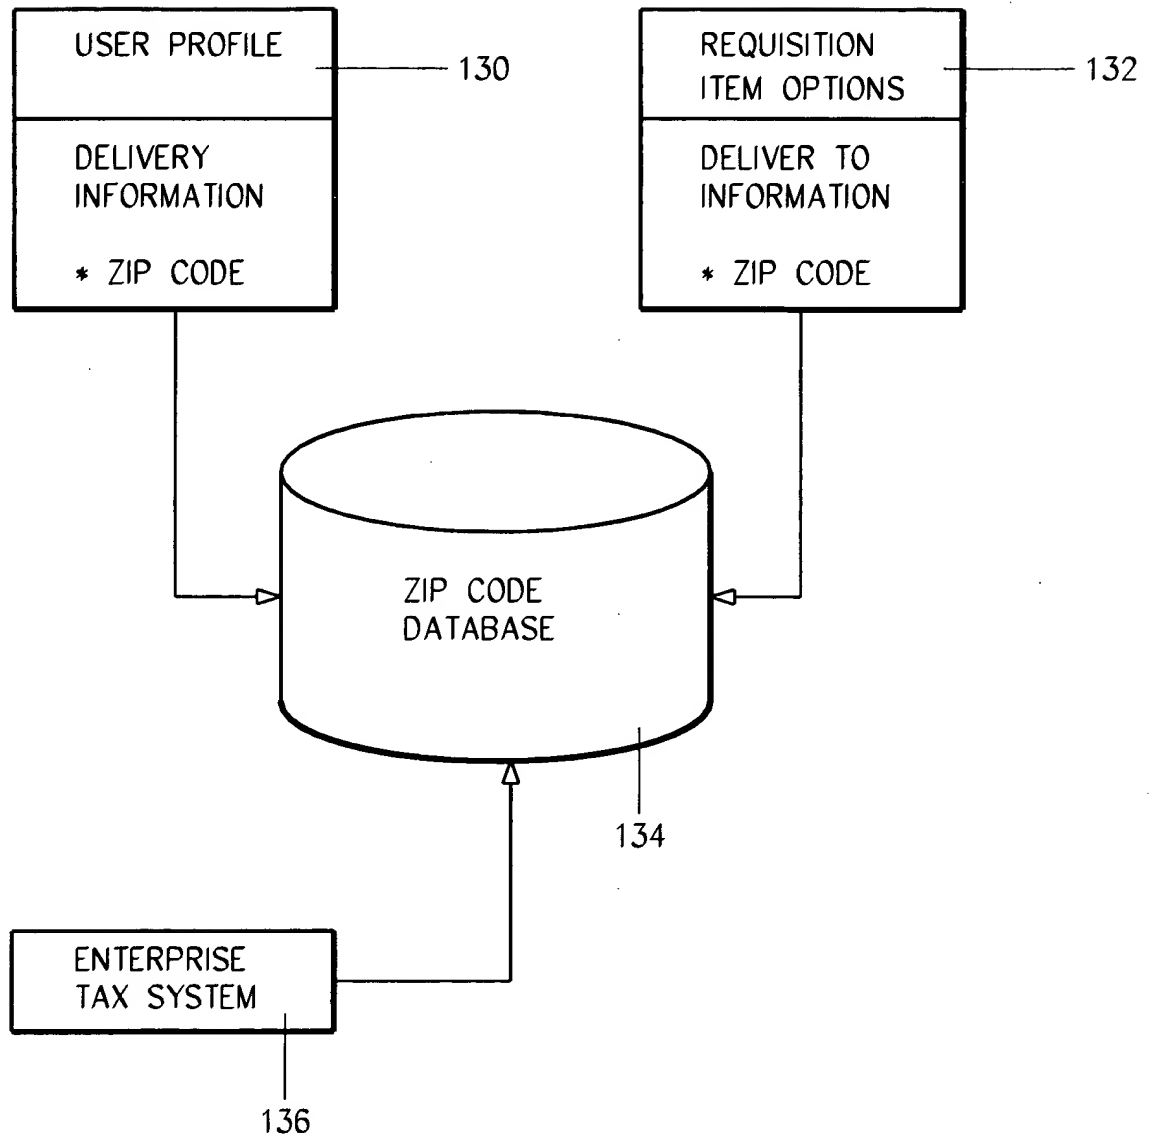 USER PROFILE
130
DELIVERY
INFORMATION
* ZIP CODE
REQUISITION
ITEM OPTIONS
132
DELIVER TO
INFORMATION
* ZIP CODE
ZIP CODE
DATABASE
134
ENTERPRISE
TAX SYSTEM
136